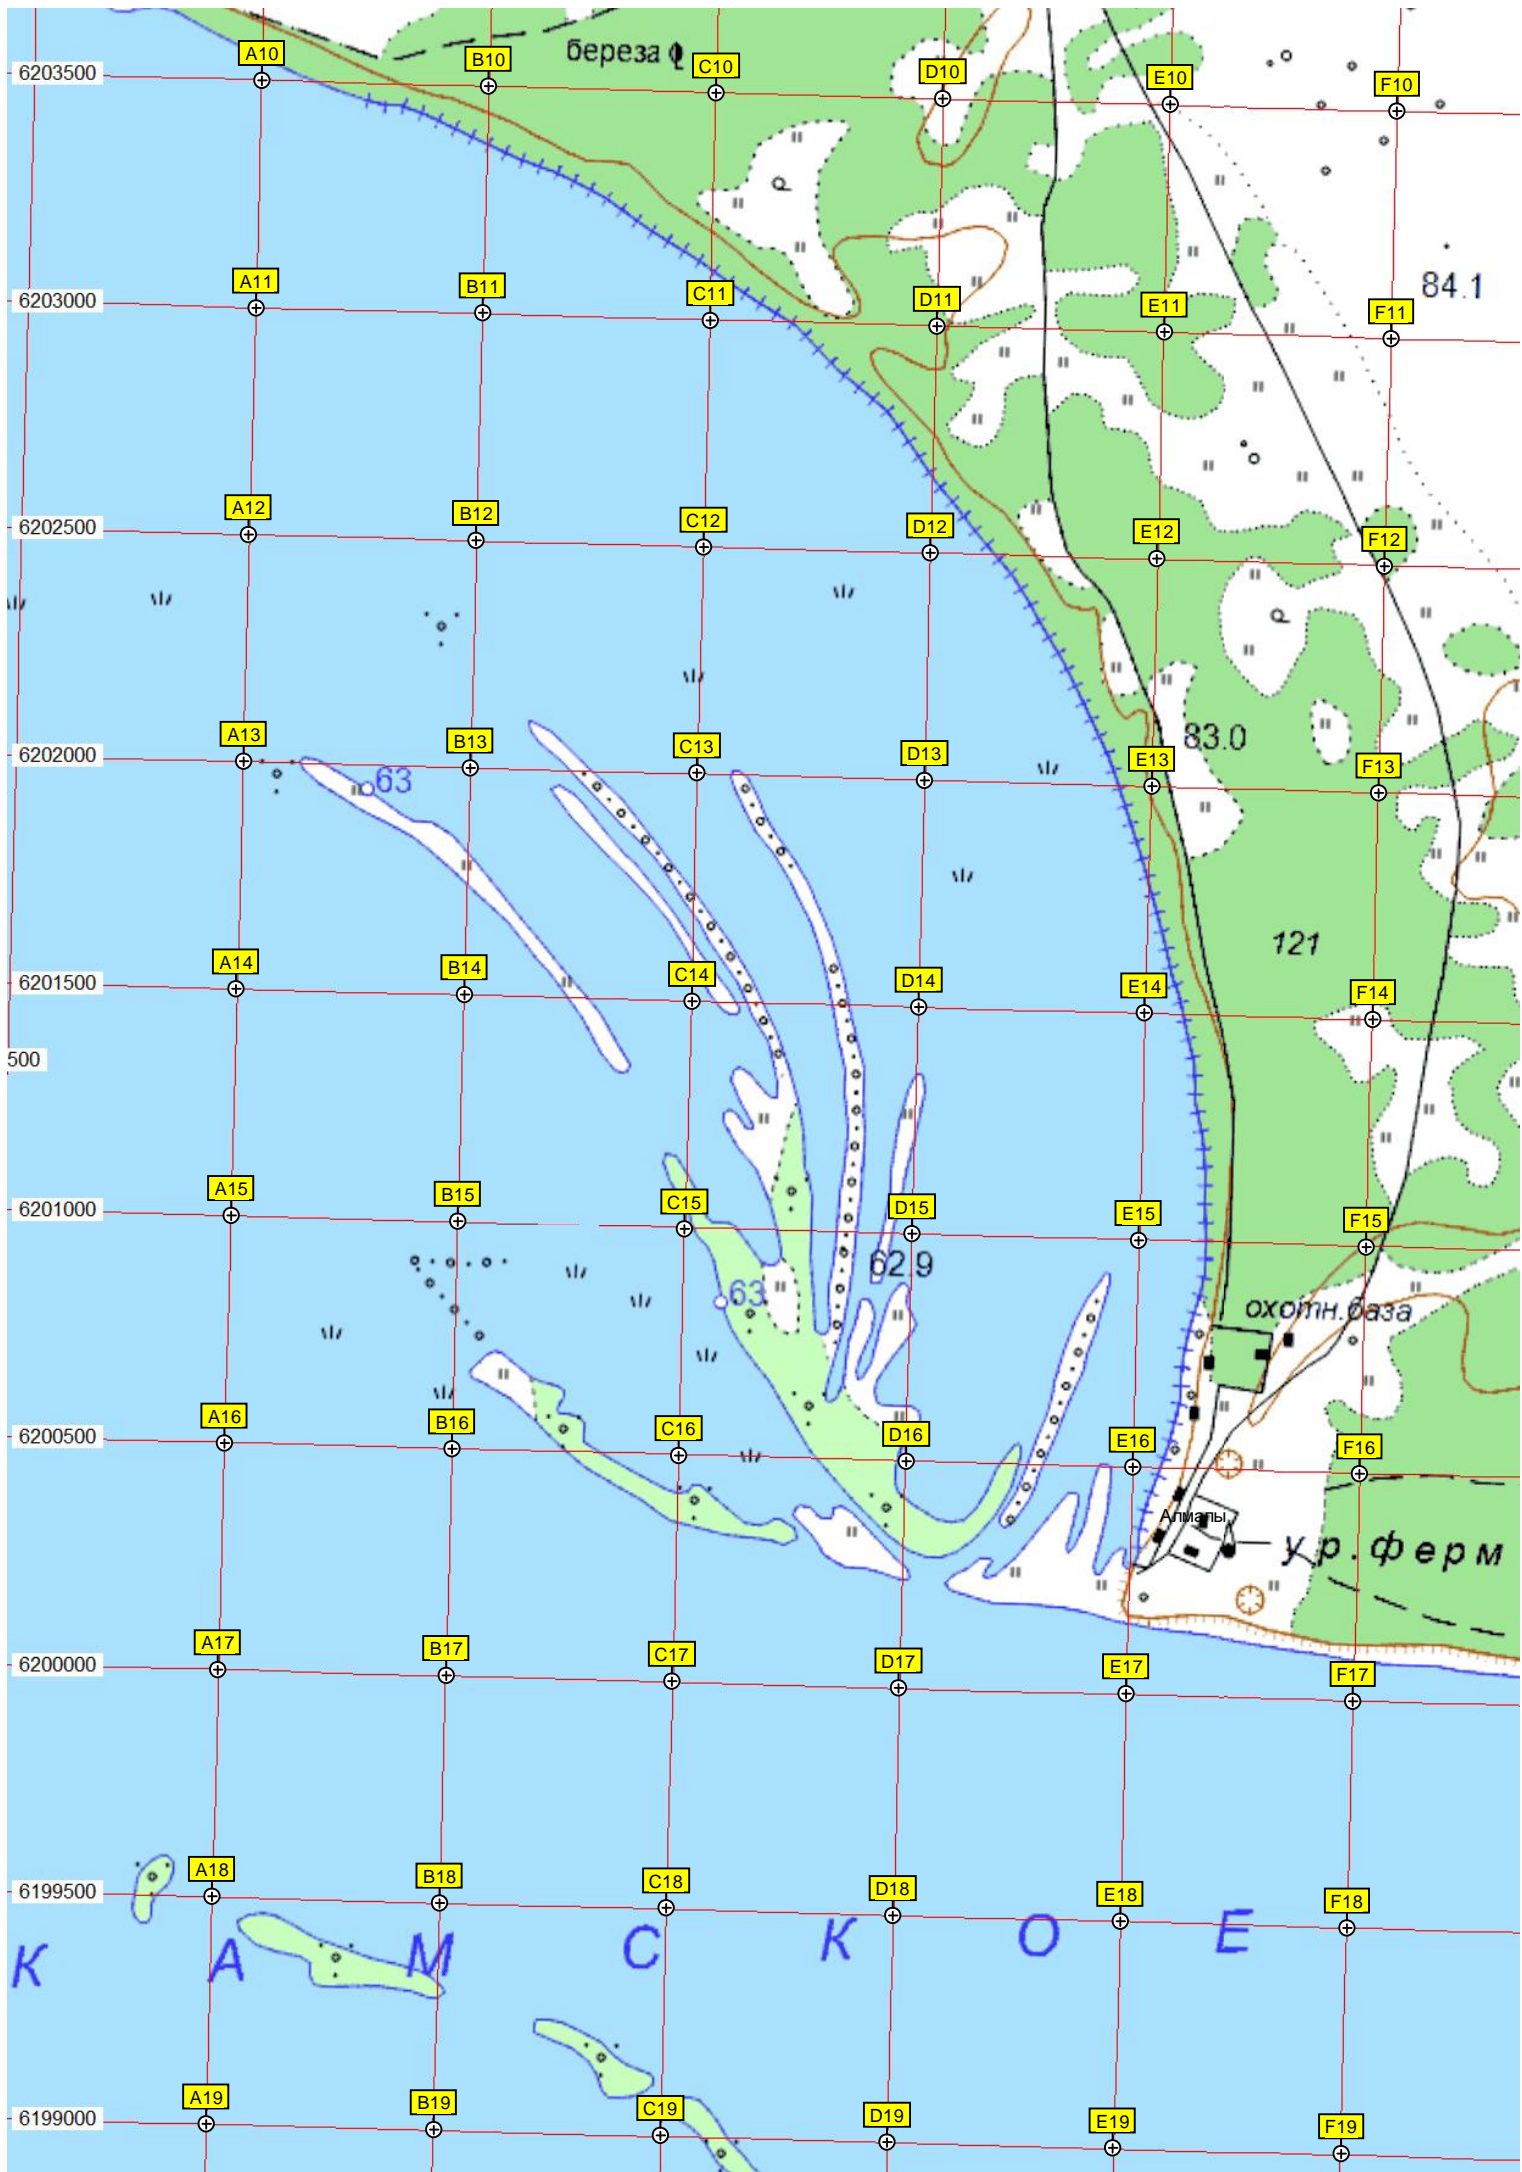 береза
A10 B10 C10 D10 E10 F10
6203500
84.1
A11 B11 C11 D11 E11 F11
6203000
A12 B12 C12 D12 E12 F12
6202500
83.0
A13 B13 C13 D13 E13 F13
6202000
63
121
A14 B14 C14 D14 E14 F14
6201500
500
A15 B15 C15 D15 E15 F15
6201000
62.9
63
охотн.база
A16 B16 C16 D16 E16 F16
6200500
Алмалы
ур.ферм
A17 B17 C17 D17 E17 F17
6200000
A18 B18 C18 D18 E18 F18
6199500
К А М С К О Е
A19 B19 C19 D19 E19 F19
6199000